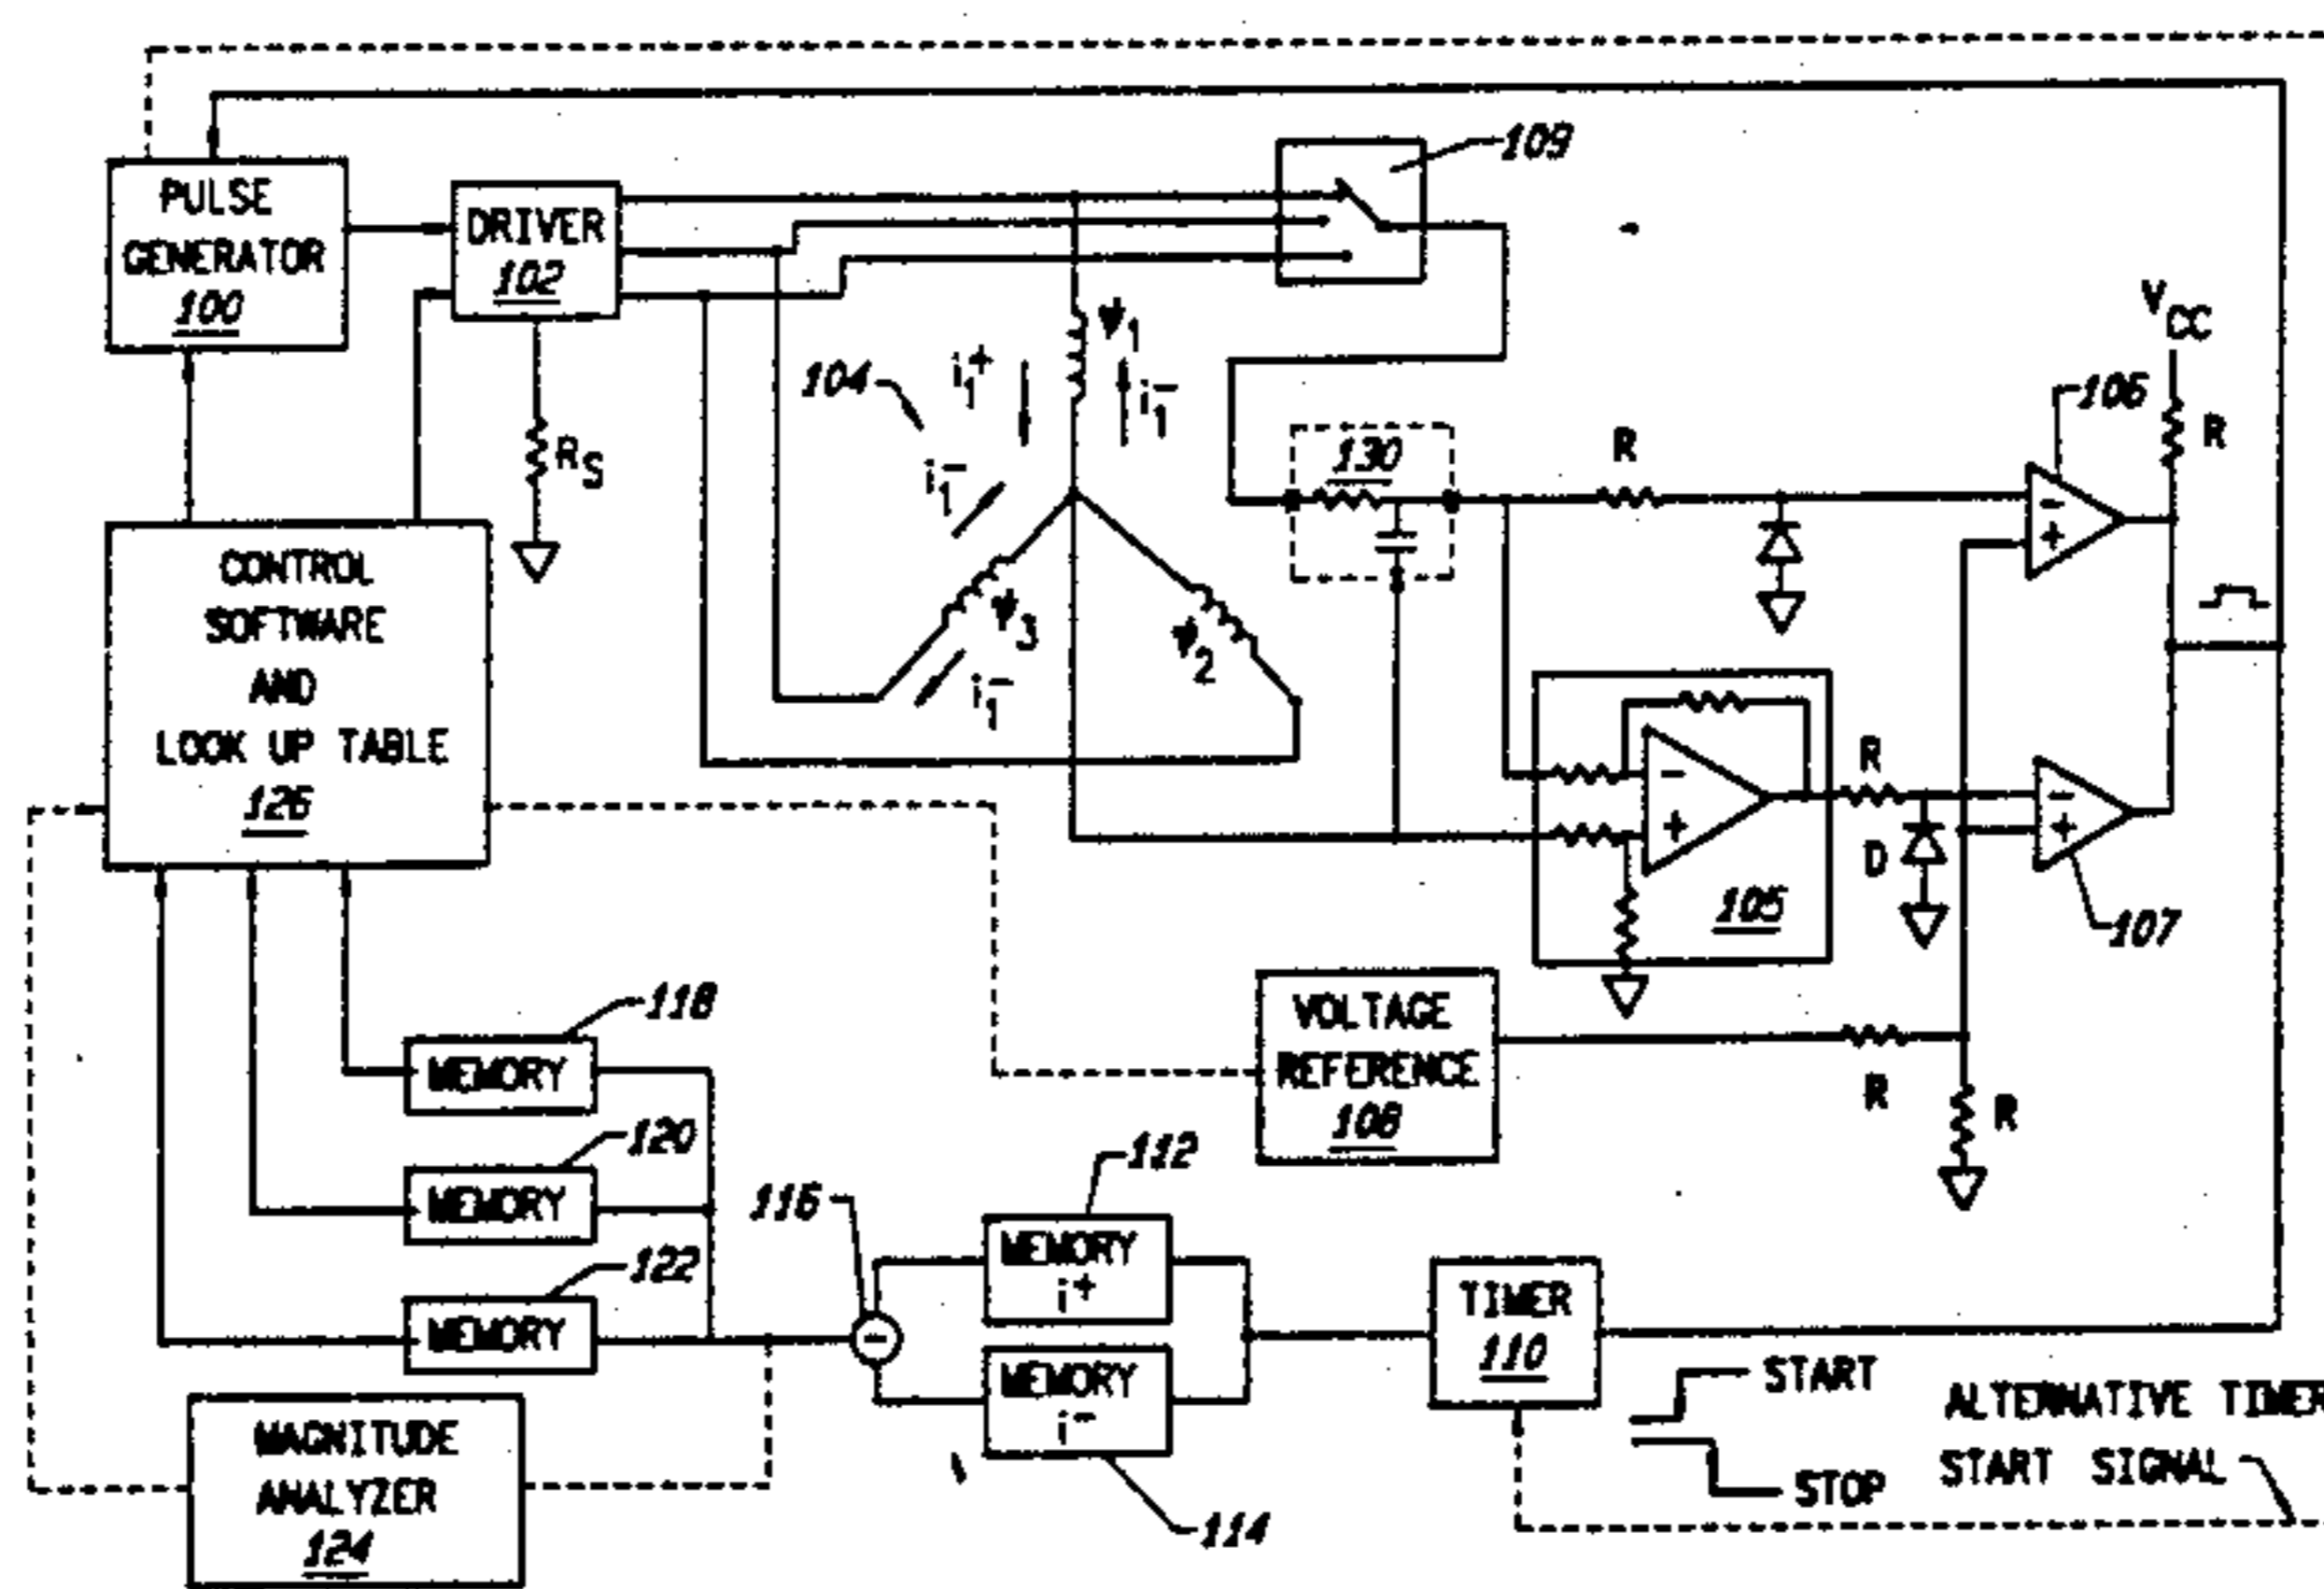 PULSE
GENERATOR
100
DRIVER
102
109
R_S
104
i₁⁺
i₁⁻
ψ₁
i₁⁻
ψ₃
i₁⁻
ψ₂
130
R
V_CC
R
106
CONTROL
SOFTWARE
AND
LOOK UP TABLE
126
105
R
D
107
VOLTAGE
REFERENCE
108
R
R
118
MEMORY
120
MEMORY
122
MEMORY
116
112
MEMORY
i⁺
MEMORY
i⁻
114
TIMER
110
START
STOP
ALTERNATIVE TIMER
START SIGNAL
MAGNITUDE
ANALYZER
124